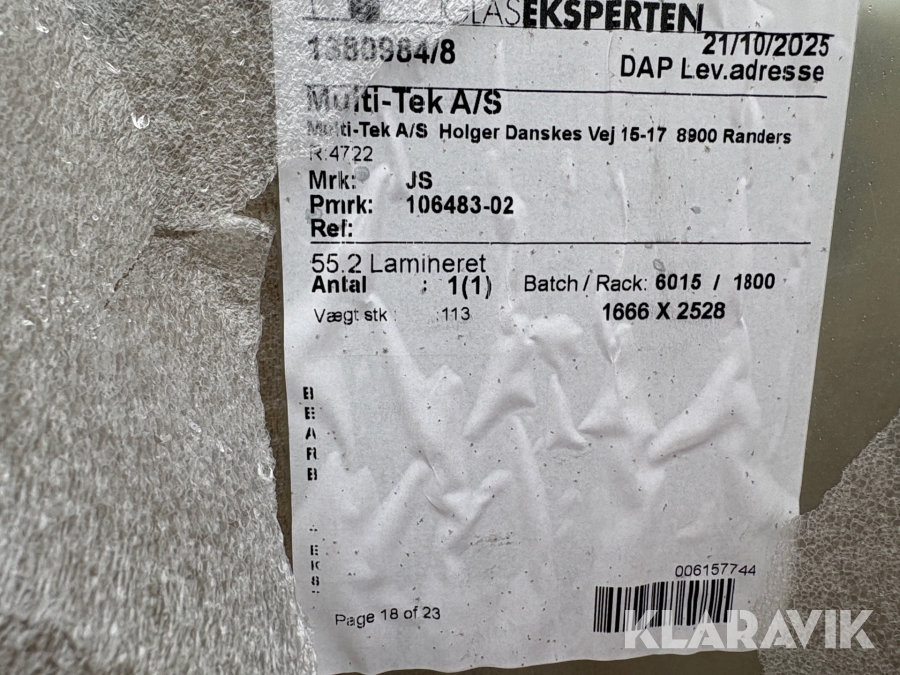 GLASEKSPERTEN
21/10/2025
1680984/8
DAP Lev.adresse
Multi-Tek A/S
Multi-Tek A/S Holger Danskes Vej 15-17 8900 Randers
R.4722
Mrk: JS
Pmrk: 106483-02
Ref:
55.2 Lamineret
Antal : 1(1) Batch / Rack: 6015 / 1800
Vægt stk : :113 1666 X 2528
006157744
Page 18 of 23
KLARAVIK